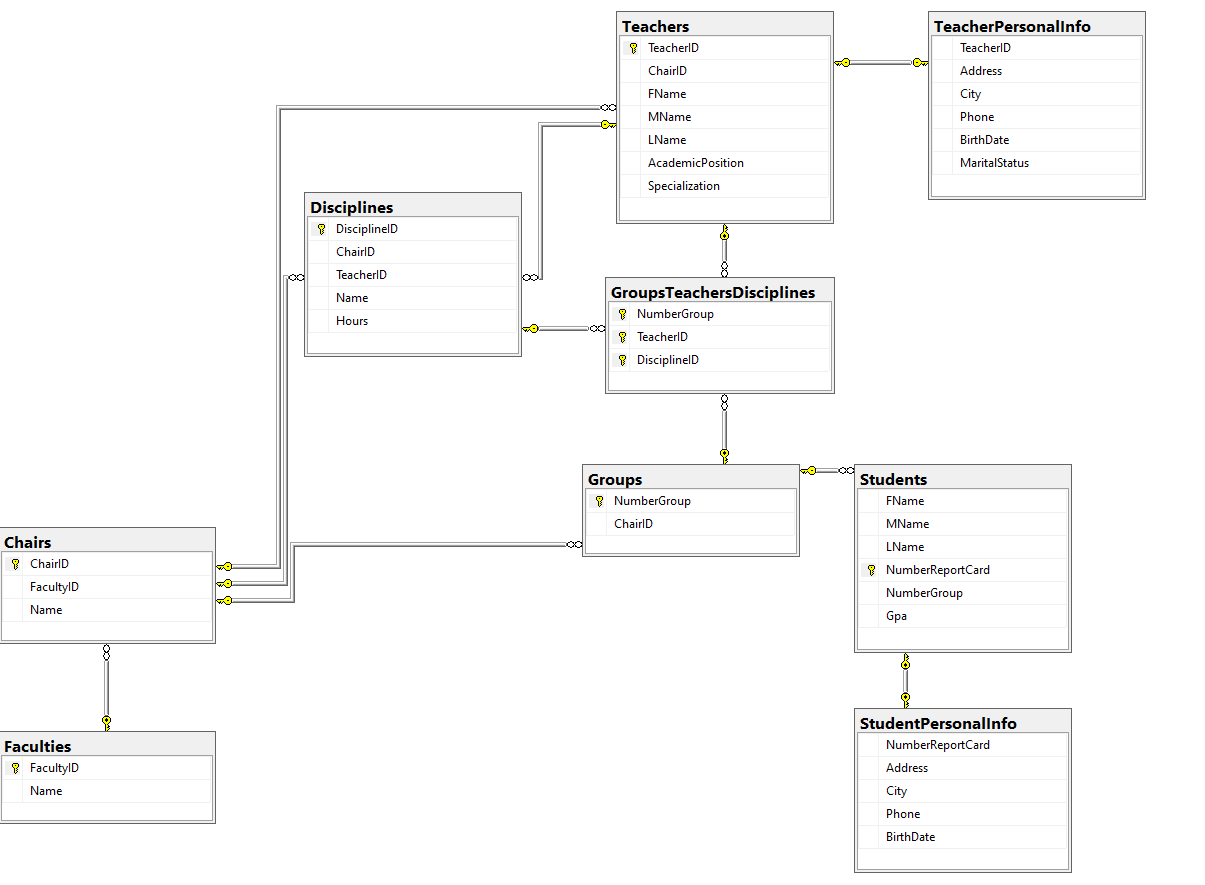 Teachers
TeacherID
ChairID
FName
MName
LName
AcademicPosition
Specialization
TeacherPersonalInfo
TeacherID
Address
City
Phone
BirthDate
MaritalStatus
Disciplines
DisciplineID
ChairID
TeacherID
Name
Hours
GroupsTeachersDisciplines
NumberGroup
TeacherID
DisciplineID
Groups
NumberGroup
ChairID
Students
FName
MName
LName
NumberReportCard
NumberGroup
Gpa
Chairs
ChairID
FacultyID
Name
Faculties
FacultyID
Name
StudentPersonalInfo
NumberReportCard
Address
City
Phone
BirthDate